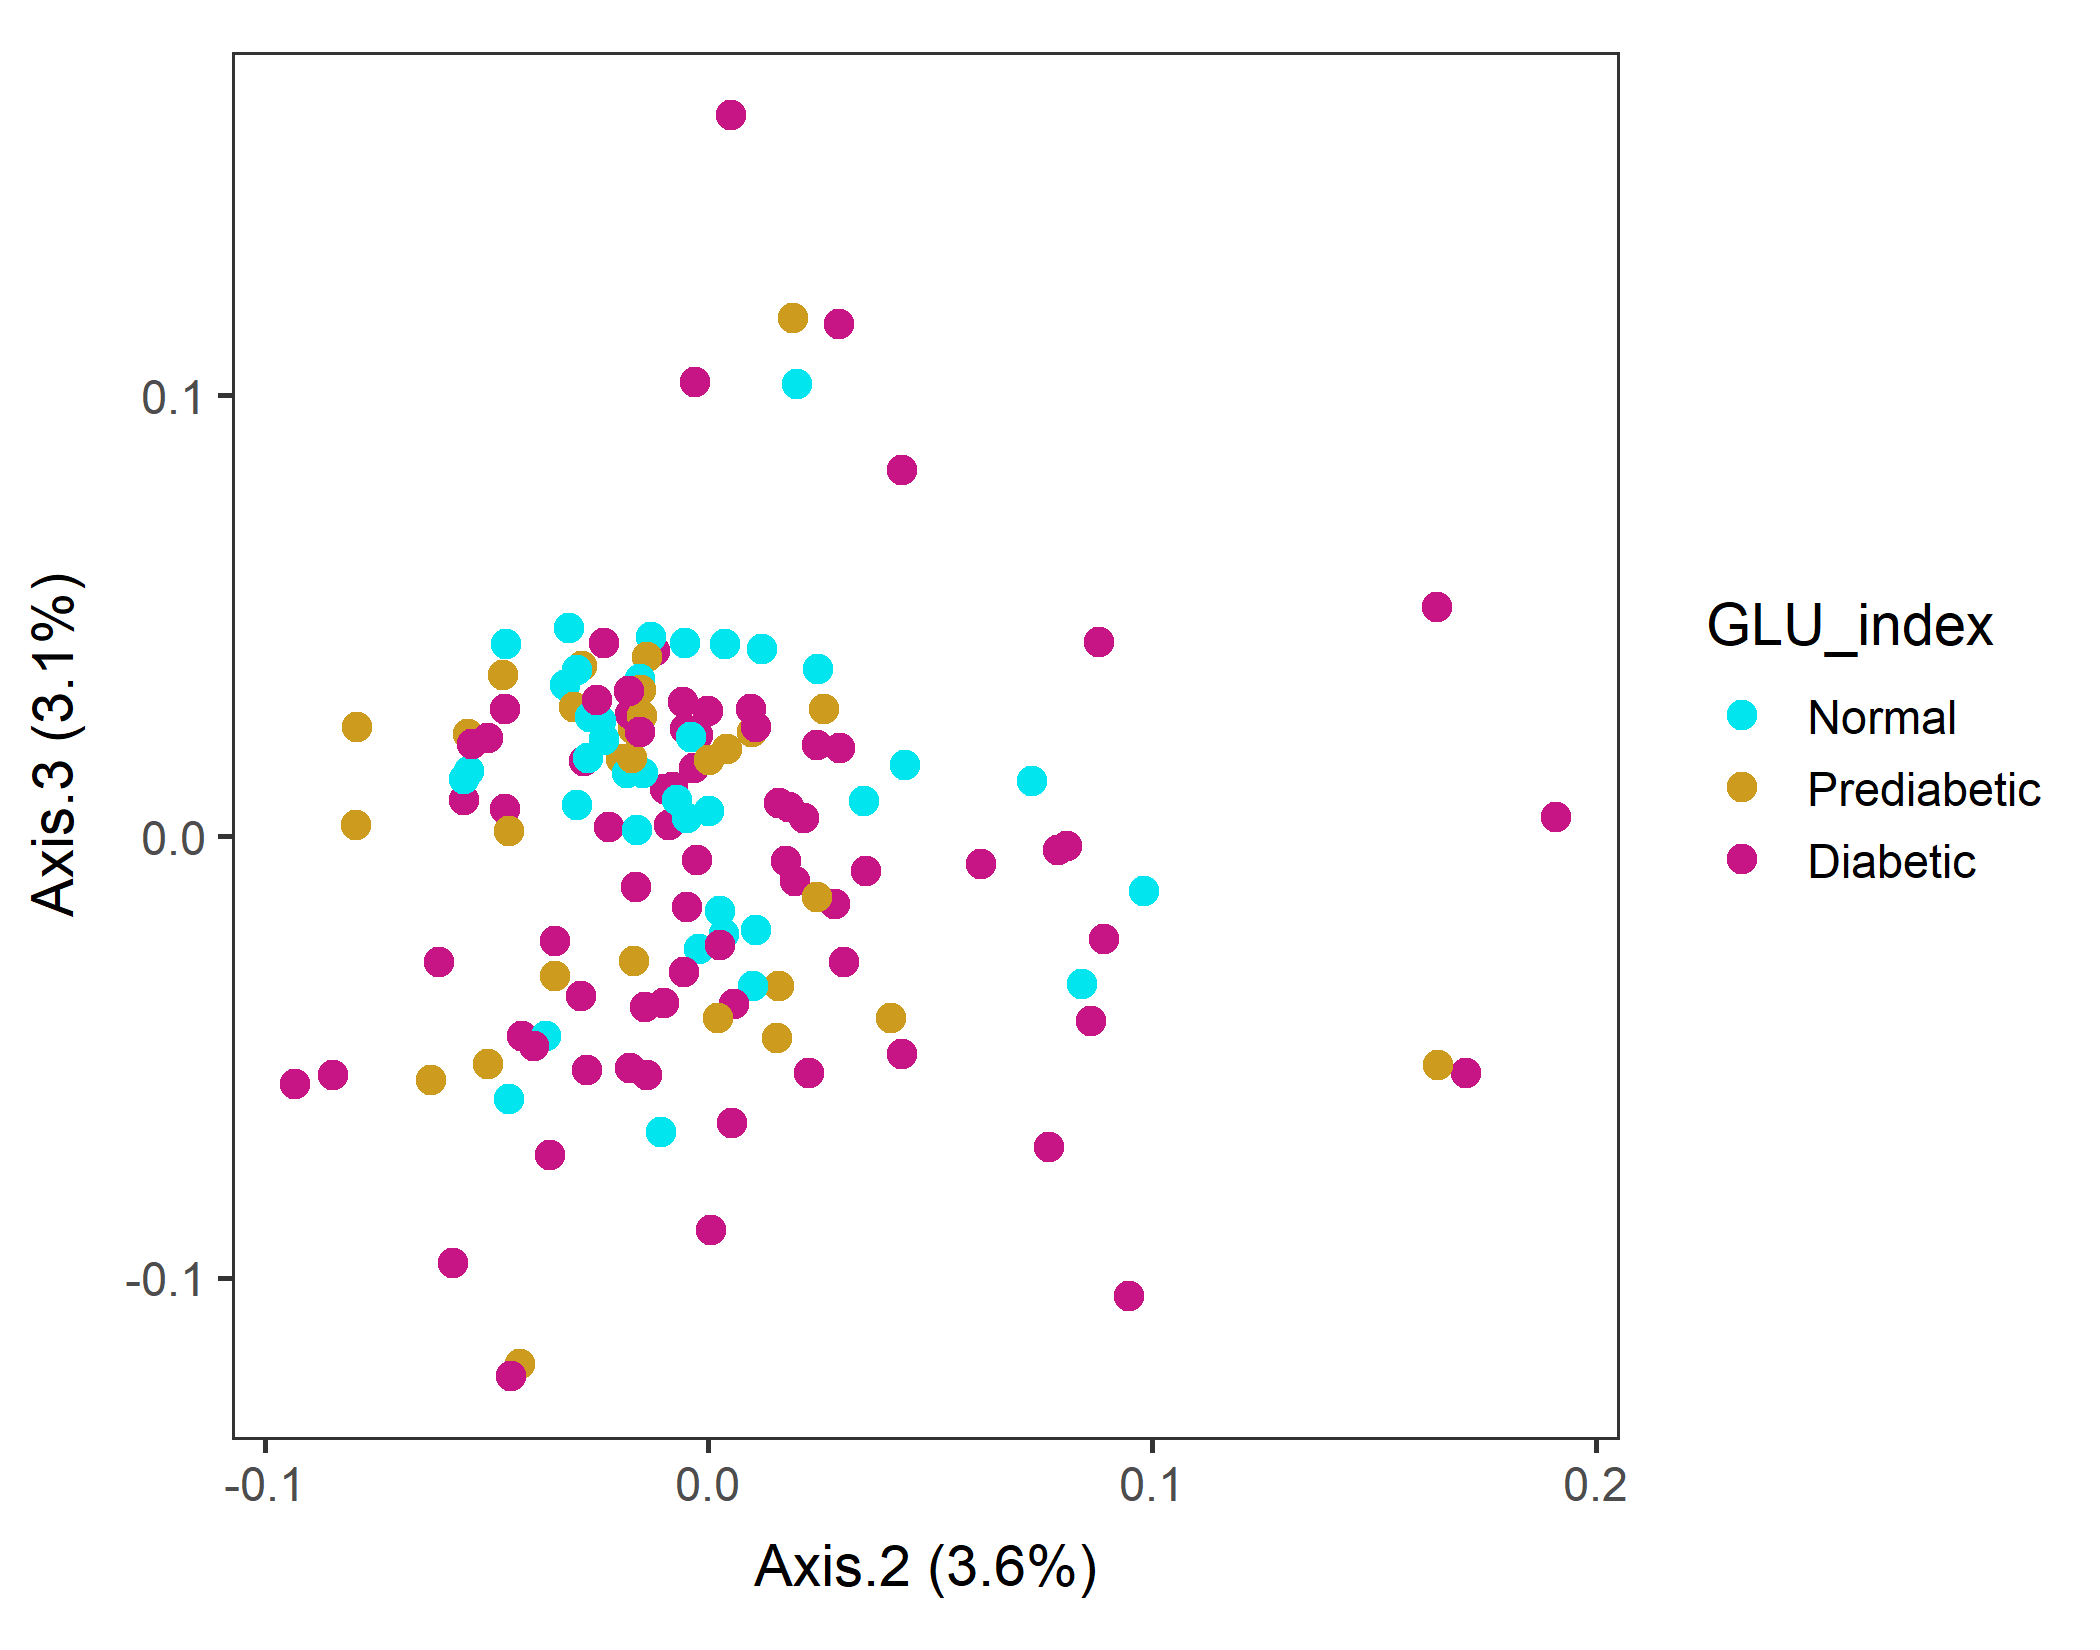 Axis.3 (3.1%)
0.1
0.0
-0.1
-0.1
0.0
0.1
0.2
Axis.2 (3.6%)
GLU_index
Normal
Prediabetic
Diabetic